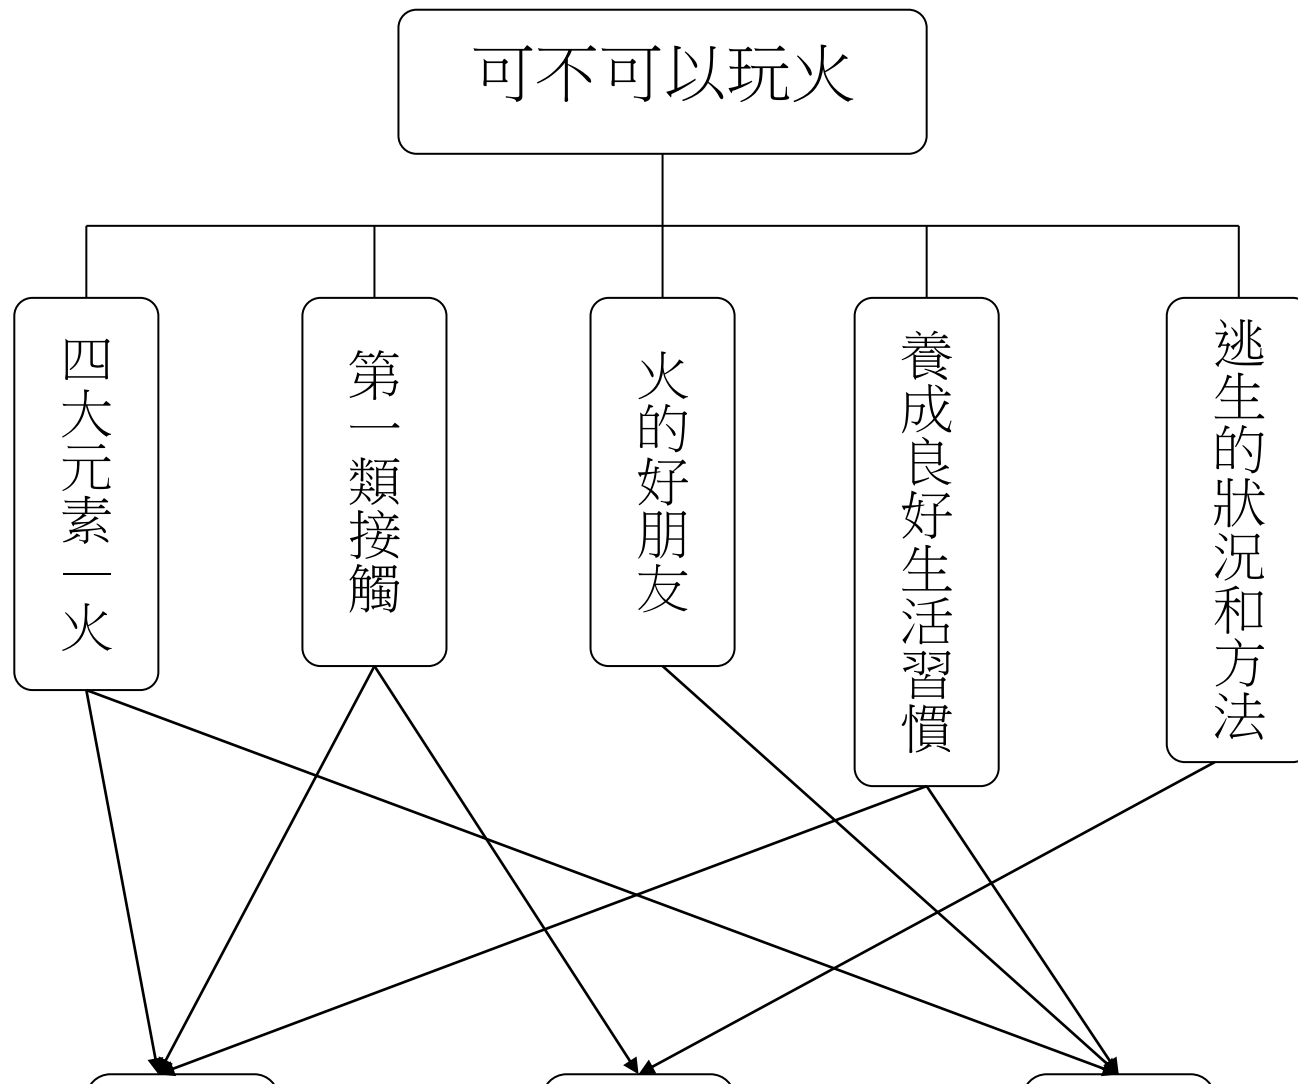 可不可以玩火
四大元素—火
第一類接觸
火的好朋友
養成良好生活習慣
逃生的狀況和方法